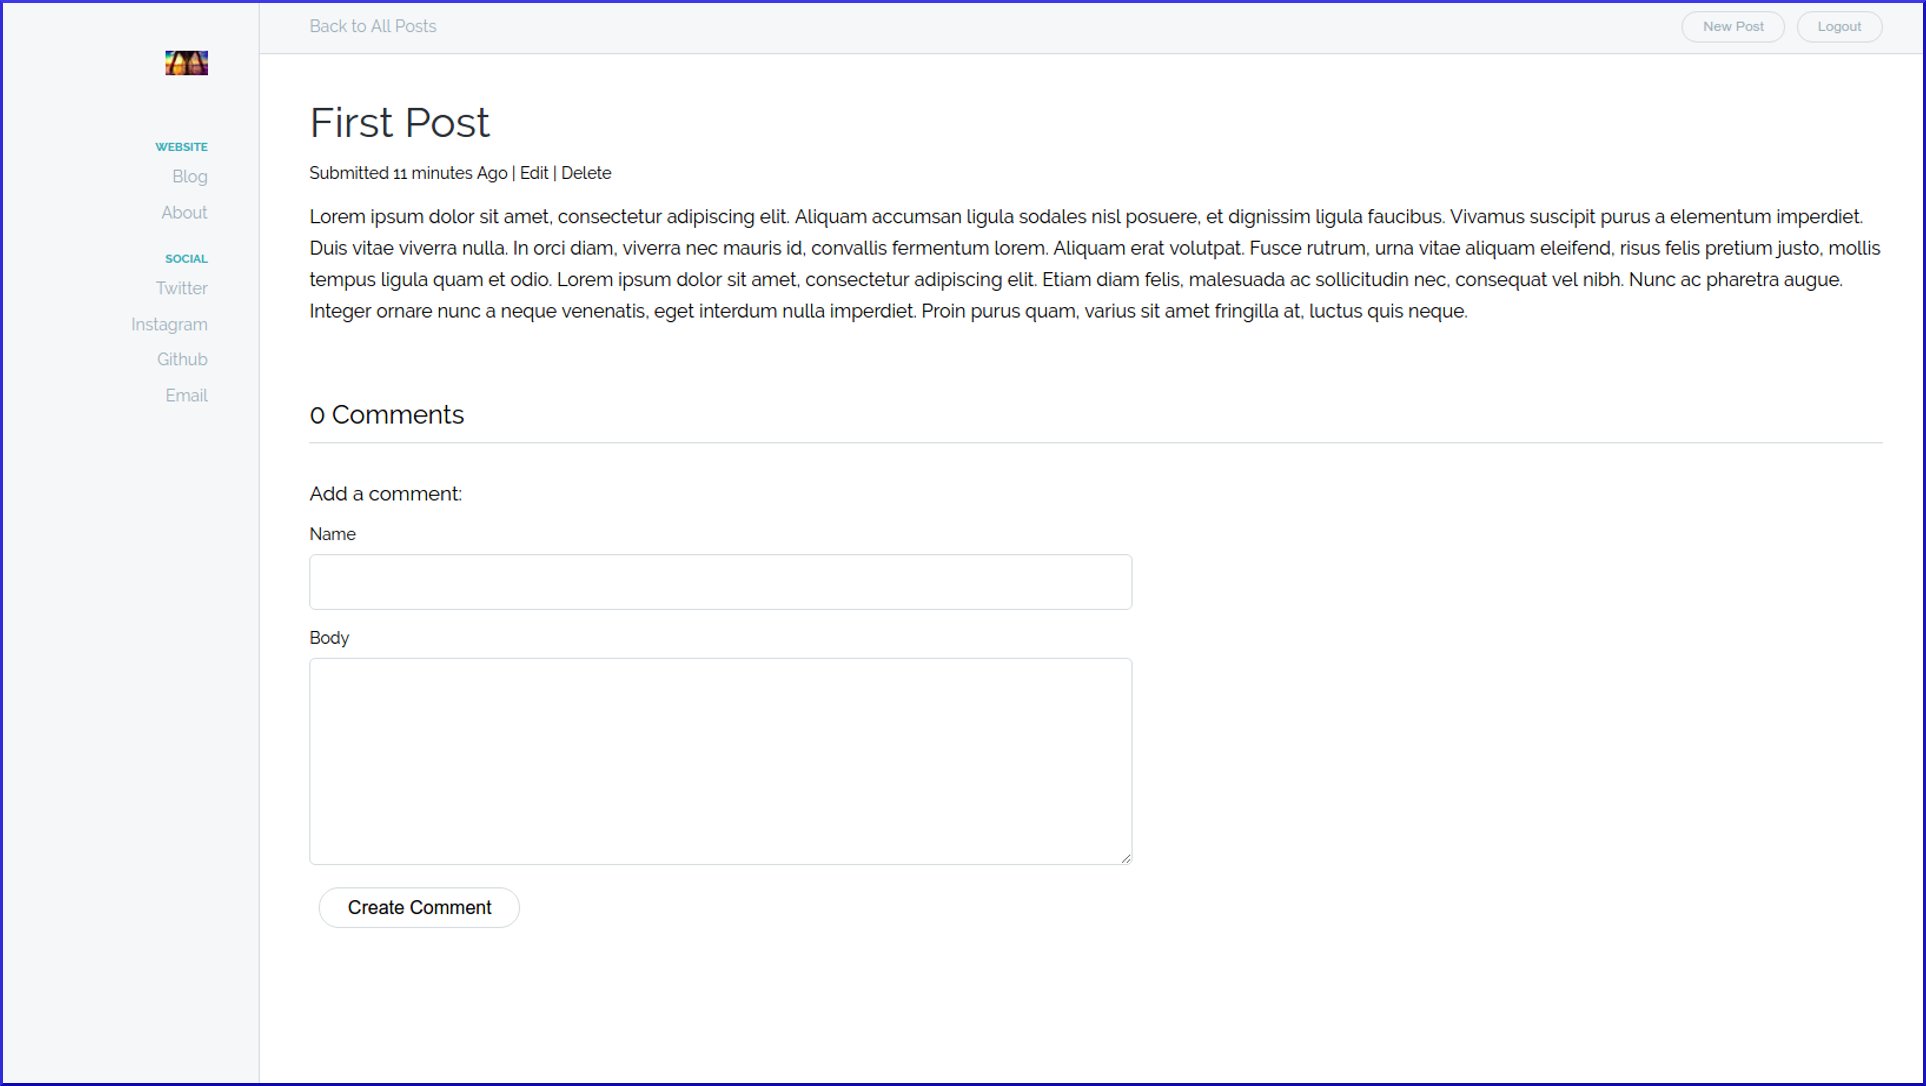 Back to All Posts
New Post
Logout
WEBSITE
Blog
About
SOCIAL
Twitter
Instagram
Github
Email
First Post
Submitted 11 minutes Ago | Edit | Delete
Lorem ipsum dolor sit amet, consectetur adipiscing elit. Aliquam accumsan ligula sodales nisl posuere, et dignissim ligula faucibus. Vivamus suscipit purus a elementum imperdiet.
Duis vitae viverra nulla. In orci diam, viverra nec mauris id, convallis fermentum lorem. Aliquam erat volutpat. Fusce rutrum, urna vitae aliquam eleifend, risus felis pretium justo, mollis
tempus ligula quam et odio. Lorem ipsum dolor sit amet, consectetur adipiscing elit. Etiam diam felis, malesuada ac sollicitudin nec, consequat vel nibh. Nunc ac pharetra augue.
Integer ornare nunc a neque venenatis, eget interdum nulla imperdiet. Proin purus quam, varius sit amet fringilla at, luctus quis neque.
0 Comments
Add a comment:
Name
Body
Create Comment